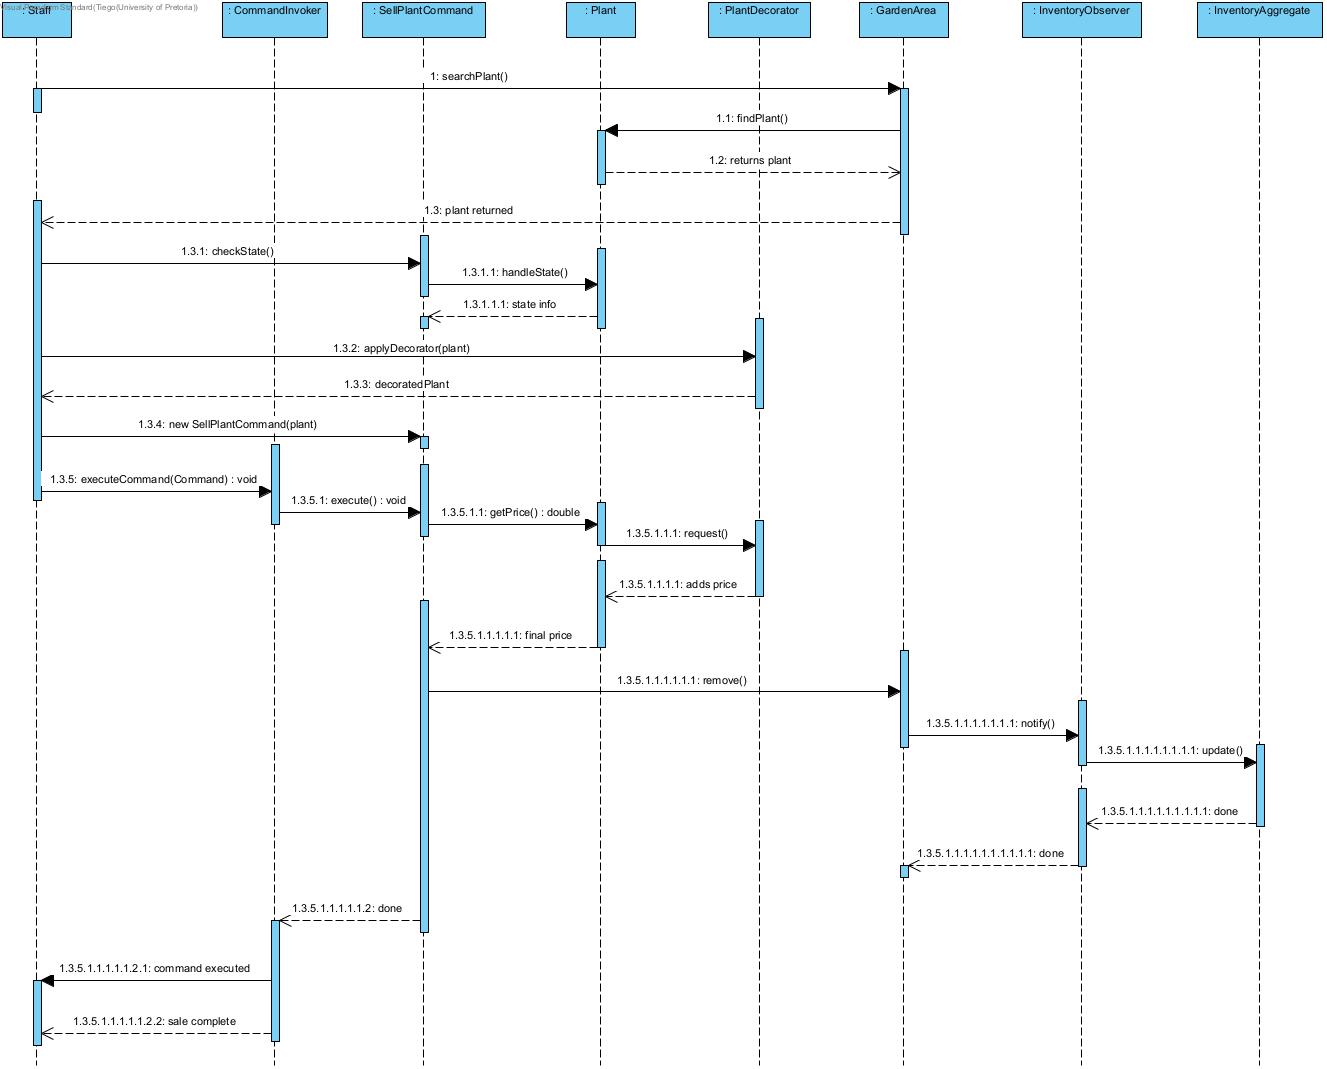 Visual Paradigm Standard(Tiego(University of Pretoria))
: Staff
: CommandInvoker
: SellPlantCommand
: Plant
: PlantDecorator
: GardenArea
: InventoryObserver
: InventoryAggregate
1: searchPlant()
1.1: findPlant()
1.2: returns plant
1.3: plant returned
1.3.1: checkState()
1.3.1.1: handleState()
1.3.1.1.1: state info
1.3.2: applyDecorator(plant)
1.3.3: decoratedPlant
1.3.4: new SellPlantCommand(plant)
1.3.5: executeCommand(Command) : void
1.3.5.1: execute() : void
1.3.5.1.1: getPrice() : double
1.3.5.1.1.1: request()
1.3.5.1.1.1.1: adds price
1.3.5.1.1.1.1.1: final price
1.3.5.1.1.1.1.1.1: remove()
1.3.5.1.1.1.1.1.1.1: notify()
1.3.5.1.1.1.1.1.1.1.1: update()
1.3.5.1.1.1.1.1.1.1.1.1: done
1.3.5.1.1.1.1.1.1.1.1.1.1: done
1.3.5.1.1.1.1.1.2: done
1.3.5.1.1.1.1.1.2.1: command executed
1.3.5.1.1.1.1.1.2.2: sale complete